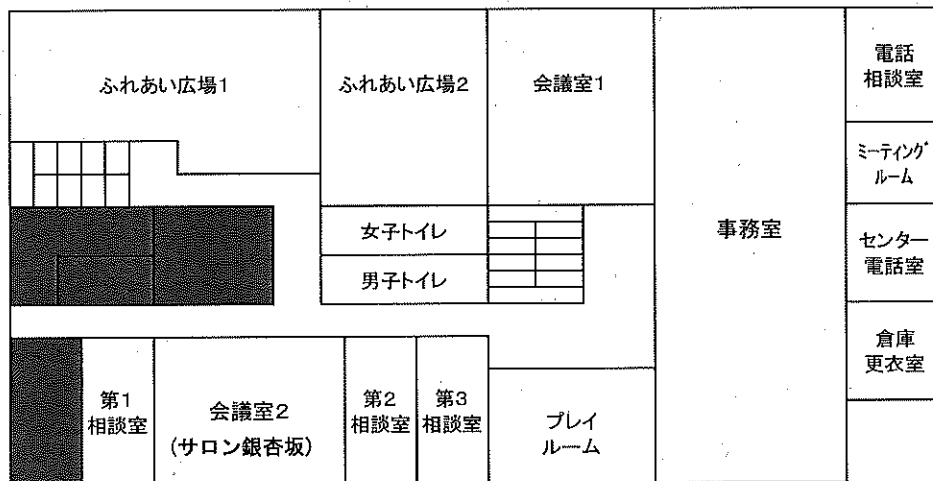 ふれあい広場1
ふれあい広場2
会議室1
電話
相談室
ミーティング
ルーム
女子トイレ
男子トイレ
事務室
センター
電話室
倉庫
更衣室
第1
相談室
会議室2
(サロン銀杏坂)
第2
相談室
第3
相談室
プレイ
ルーム